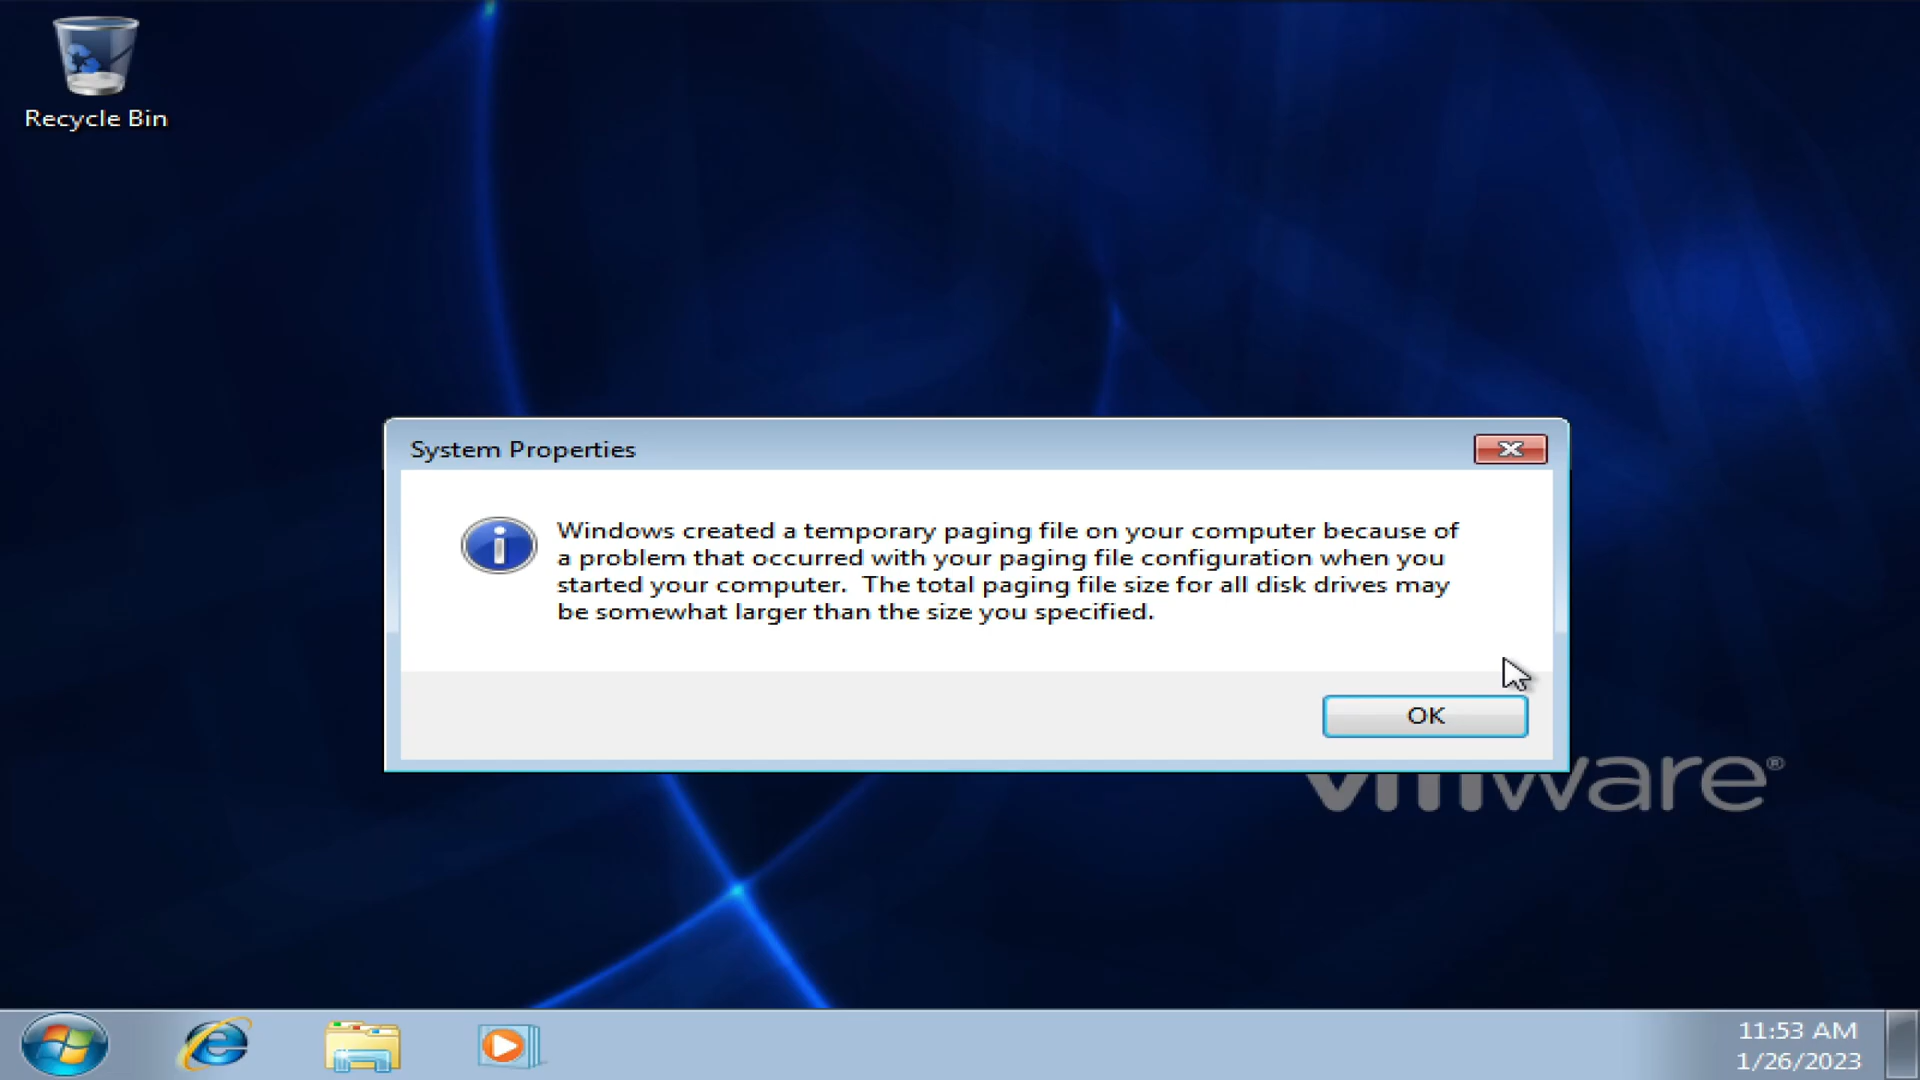 Recycle Bin
System Properties
Windows created a temporary paging file on your computer because of
a problem that occurred with your paging file configuration when you
started your computer.  The total paging file size for all disk drives may
be somewhat larger than the size you specified.
OK
vmware®
11:53 AM
1/26/2023